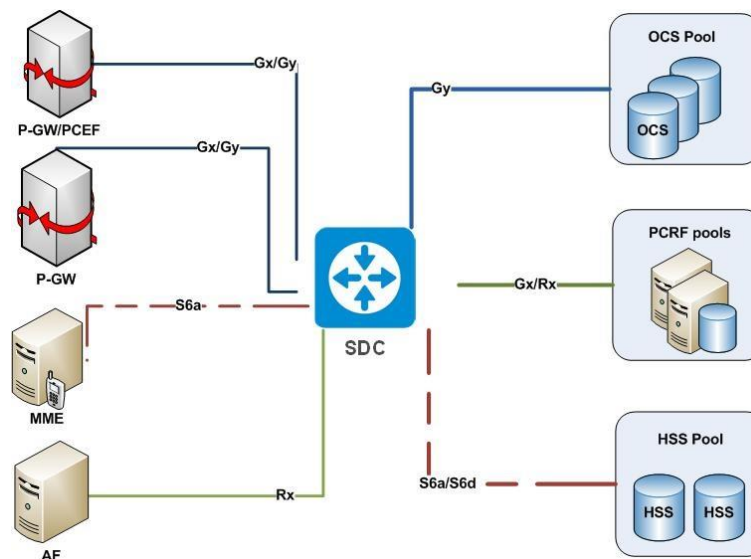 P-GW/PCEF
Gx/Gy
P-GW
Gx/Gy
MME
S6a
AF
Rx
SDC
Gy
OCS Pool
OCS
Gx/Rx
PCRF pools
S6a/S6d
HSS Pool
HSS
HSS